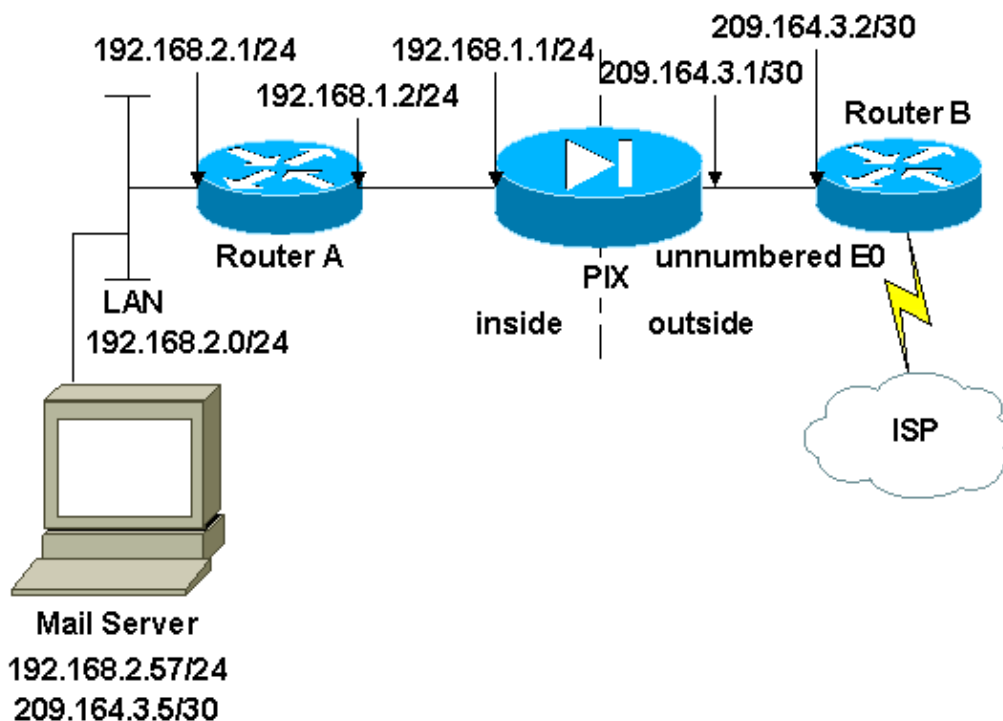 209.164.3.2/30
192.168.2.1/24
192.168.1.1/24
209.164.3.1/30
192.168.1.2/24
Router B
Router A
PIX
unnumbered E0
LAN
192.168.2.0/24
inside
outside
ISP
Mail Server
192.168.2.57/24
209.164.3.5/30